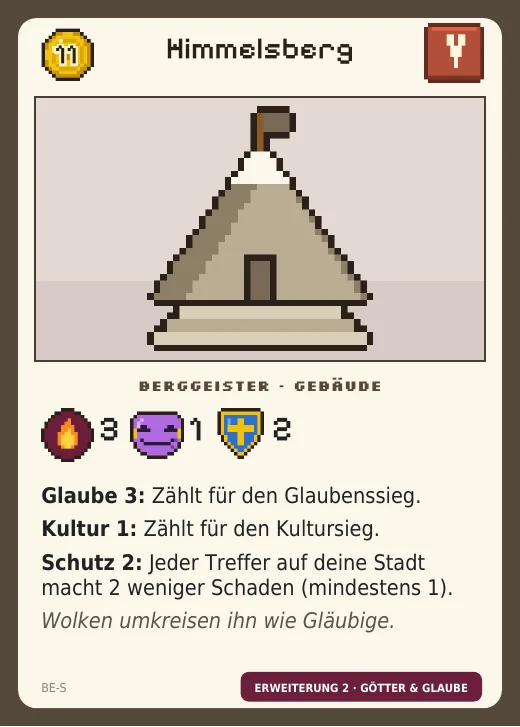 11
Himmelsberg
BERGGEISTER - GEBÄUDE
3 1 2
Glaube 3: Zählt für den Glaubenssieg.
Kultur 1: Zählt für den Kultursieg.
Schutz 2: Jeder Treffer auf deine Stadt
macht 2 weniger Schaden (mindestens 1).
Wolken umkreisen ihn wie Gläubige.
BE-S
ERWEITERUNG 2 · GÖTTER & GLAUBE